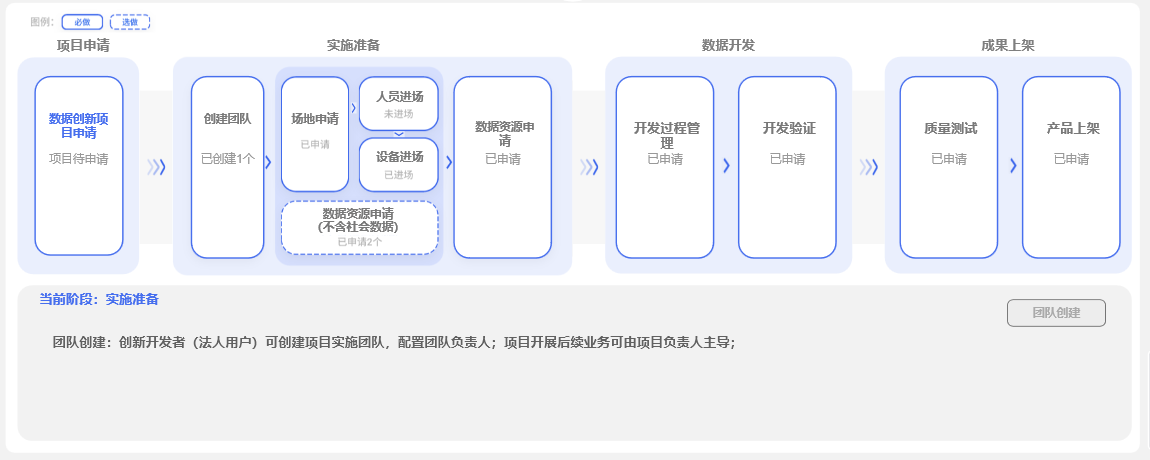 图例：
必做
选做
项目申请
实施准备
数据开发
成果上架
数据创新项
目申请
项目待申请
创建团队
已创建1个
场地申请
已申请
人员进场
未进场
设备进场
已进场
数据资源申请
(不含社会数据)
已申请2个
数据资源申
请
已申请
开发过程管
理
已申请
开发验证
已申请
质量测试
已申请
产品上架
已申请
当前阶段：实施准备
团队创建
团队创建：创新开发者（法人用户）可创建项目实施团队，配置团队负责人；项目开展后续业务可由项目负责人主导；